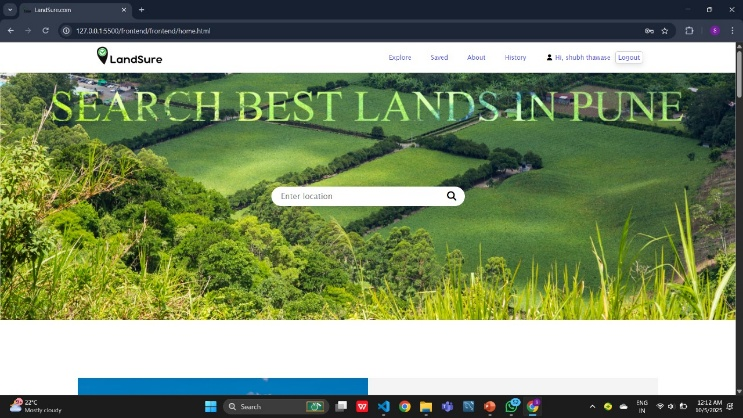 LandSure.com
127.0.0.1:5500/frontend/frontend/home.html
LandSure
Explore
Saved
About
History
Hi, shubh thawase
Logout
SEARCH BEST LANDS IN PUNE
Enter location
22°C
Mostly cloudy
Search
ENG
IN
12:12 AM
10/5/2025